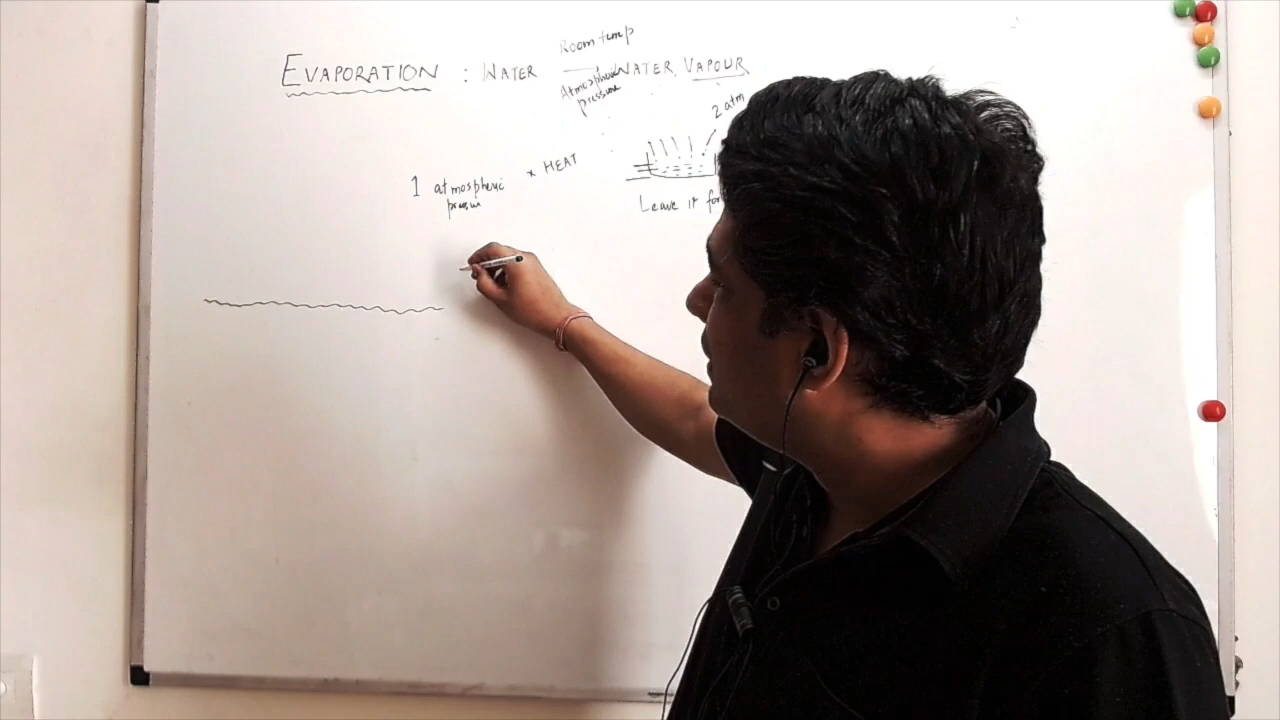 Room temp
EVAPORATION : WATER WATER VAPOUR
Atmospheric
pressure
2 atm
x HEAT
1 atmospheric
pressure
Leave it for